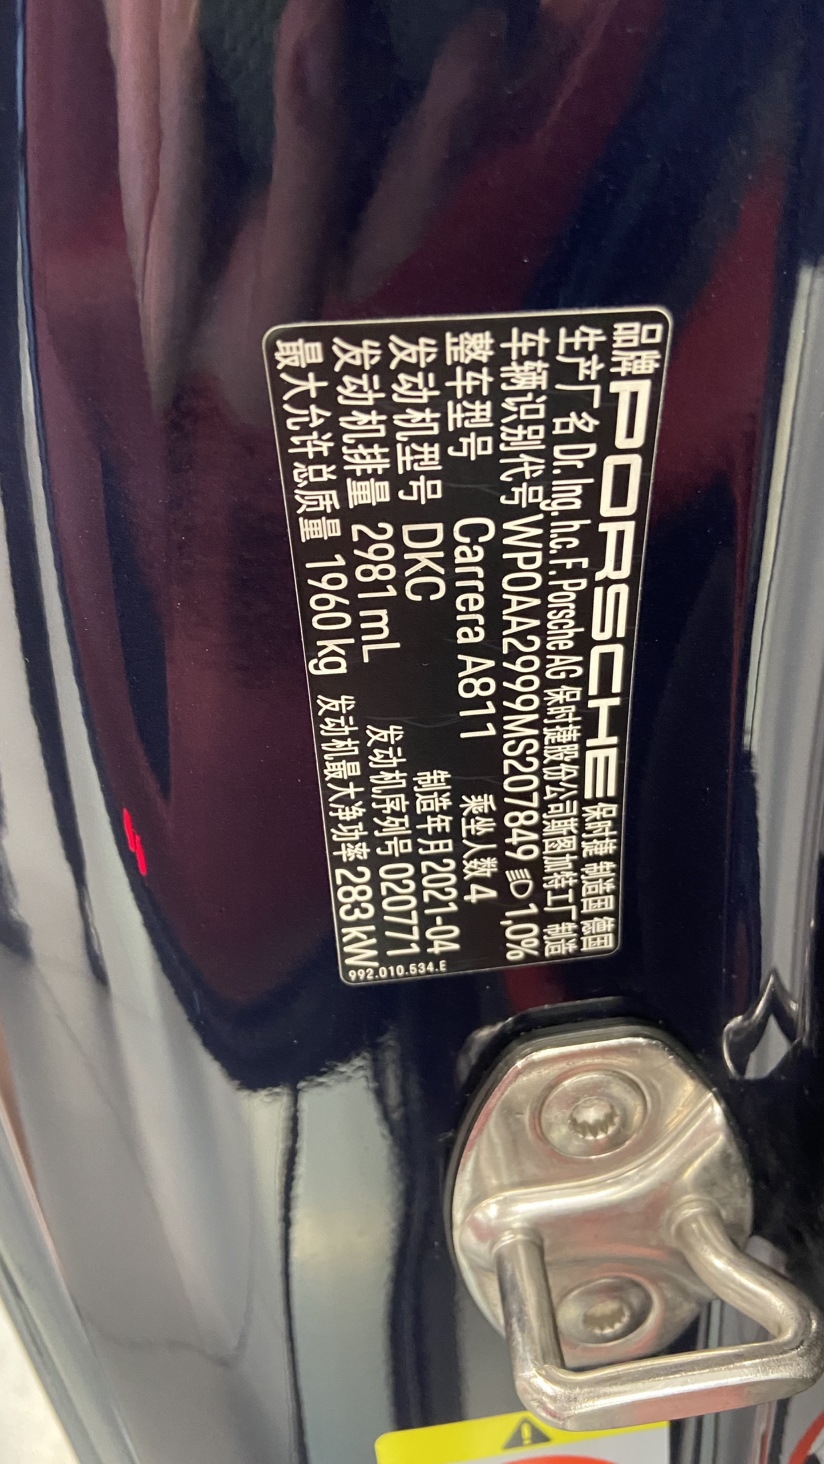 品牌 PORSCHE 保时捷 制造国 德国
生产厂名 Dr. Ing. h.c. F. Porsche AG 保时捷股份公司斯图加特工厂 制造
车辆识别代号 WP0AA2999MS207849 1,0%
整车型号 Carrera A811 乘坐人数 4
发动机型号 DKC 制造年月 2021-04
发动机排量 2981 mL 发动机序列号 020771
最大允许总质量 1960 kg 发动机最大净功率 283 kW
992.010.534.E